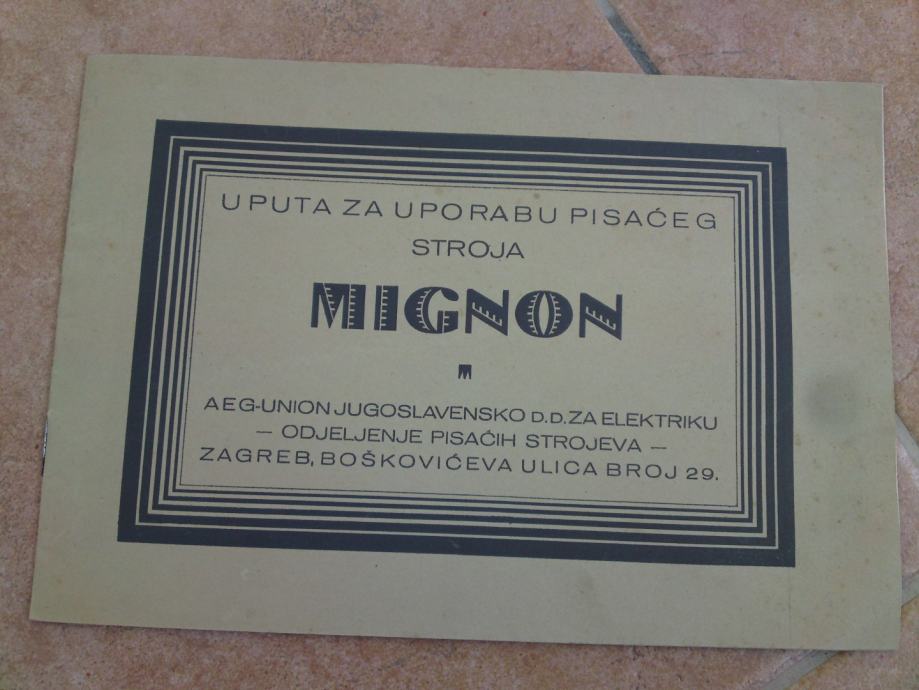 UPUTA ZA UPORABU PISAĆEG
STROJA
MIGNON
M
AEG-UNION JUGOSLAVENSKO D.D. ZA ELEKTRIKU
— ODJELJENJE PISAĆIH STROJEVA —
ZAGREB, BOŠKOVIĆEVA ULICA BROJ 29.